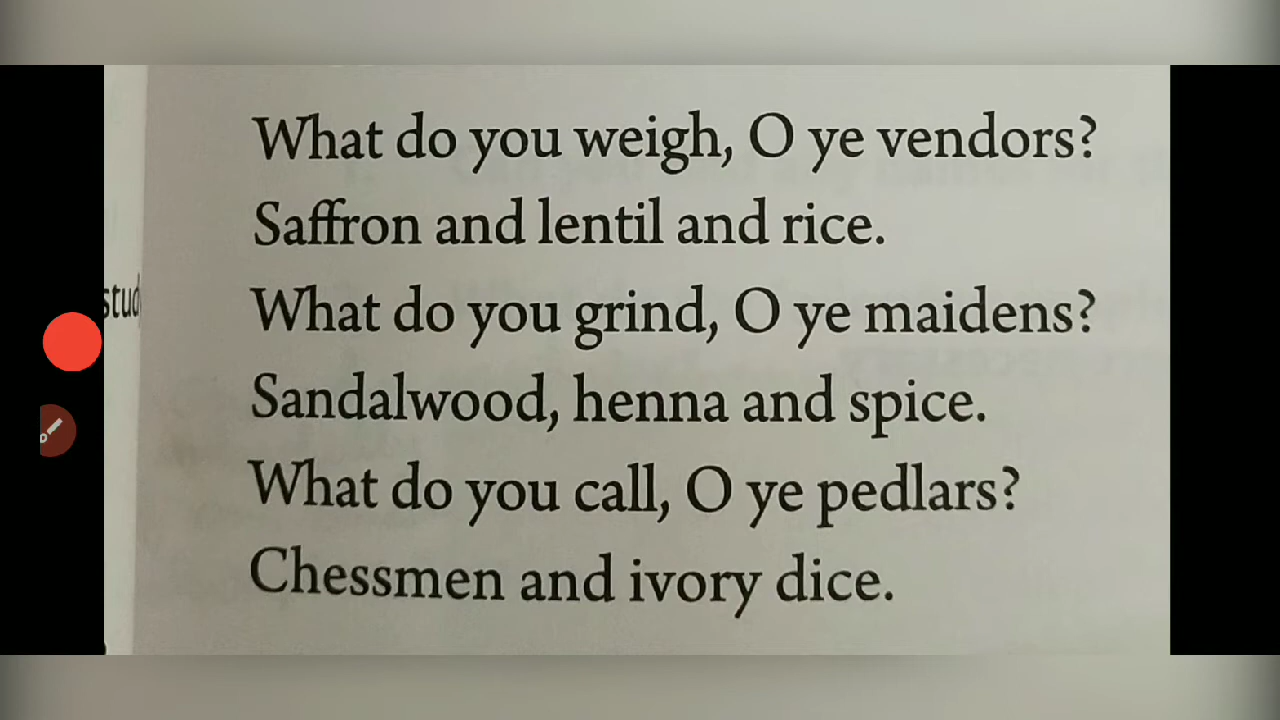 What do you weigh, O ye vendors?
Saffron and lentil and rice.
stud
What do you grind, O ye maidens?
Sandalwood, henna and spice.
What do you call, O ye pedlars?
Chessmen and ivory dice.